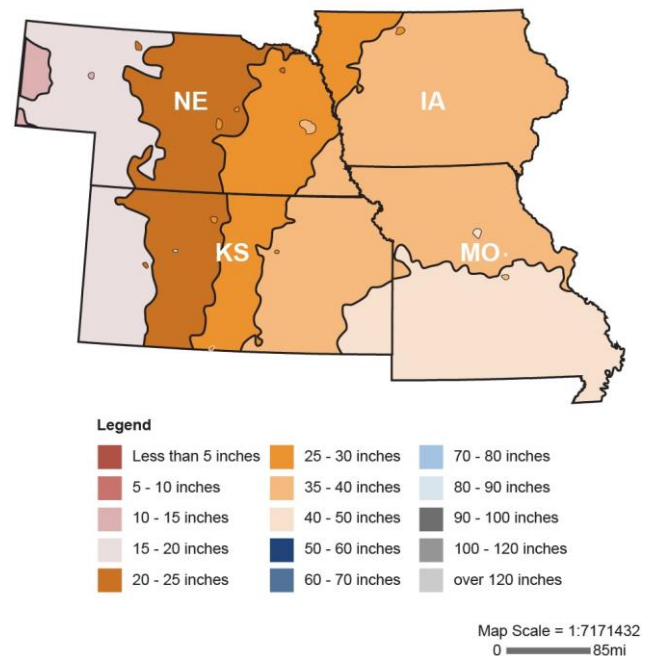 NE
IA
KS
MO
Legend
Less than 5 inches
5 - 10 inches
10 - 15 inches
15 - 20 inches
20 - 25 inches
25 - 30 inches
35 - 40 inches
40 - 50 inches
50 - 60 inches
60 - 70 inches
70 - 80 inches
80 - 90 inches
90 - 100 inches
100 - 120 inches
over 120 inches
Map Scale = 1:7171432
0 85mi